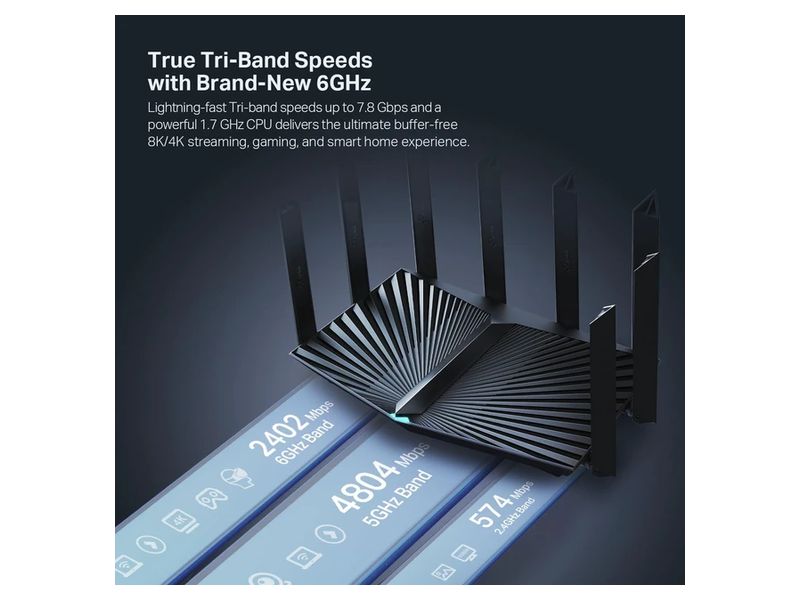 True Tri-Band Speeds
with Brand-New 6GHz
Lightning-fast Tri-band speeds up to 7.8 Gbps and a
powerful 1.7 GHz CPU delivers the ultimate buffer-free
8K/4K streaming, gaming, and smart home experience.
2402 Mbps
6GHz Band
4K
4804 Mbps
5GHz Band
574 Mbps
2.4GHz Band